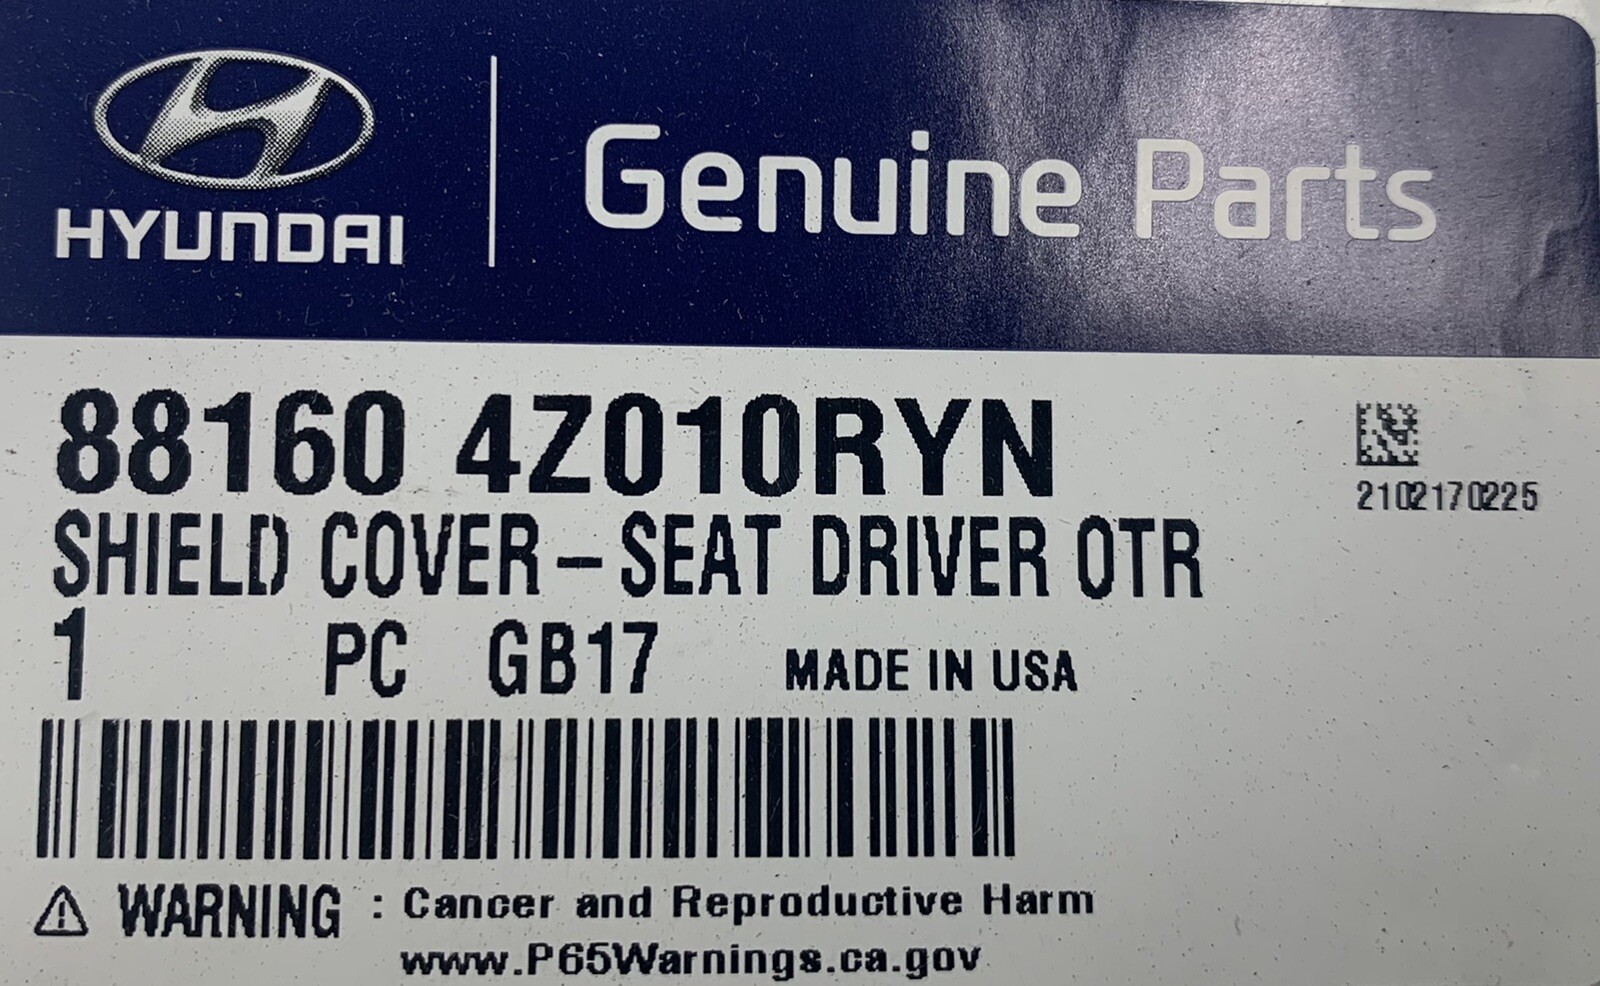 HYUNDAI
Genuine Parts
88160 4Z010RYN
2102170225
SHIELD COVER-SEAT DRIVER OTR
1 PC GB17 MADE IN USA
WARNING : Cancer and Reproductive Harm
www.P65Warnings.ca.gov